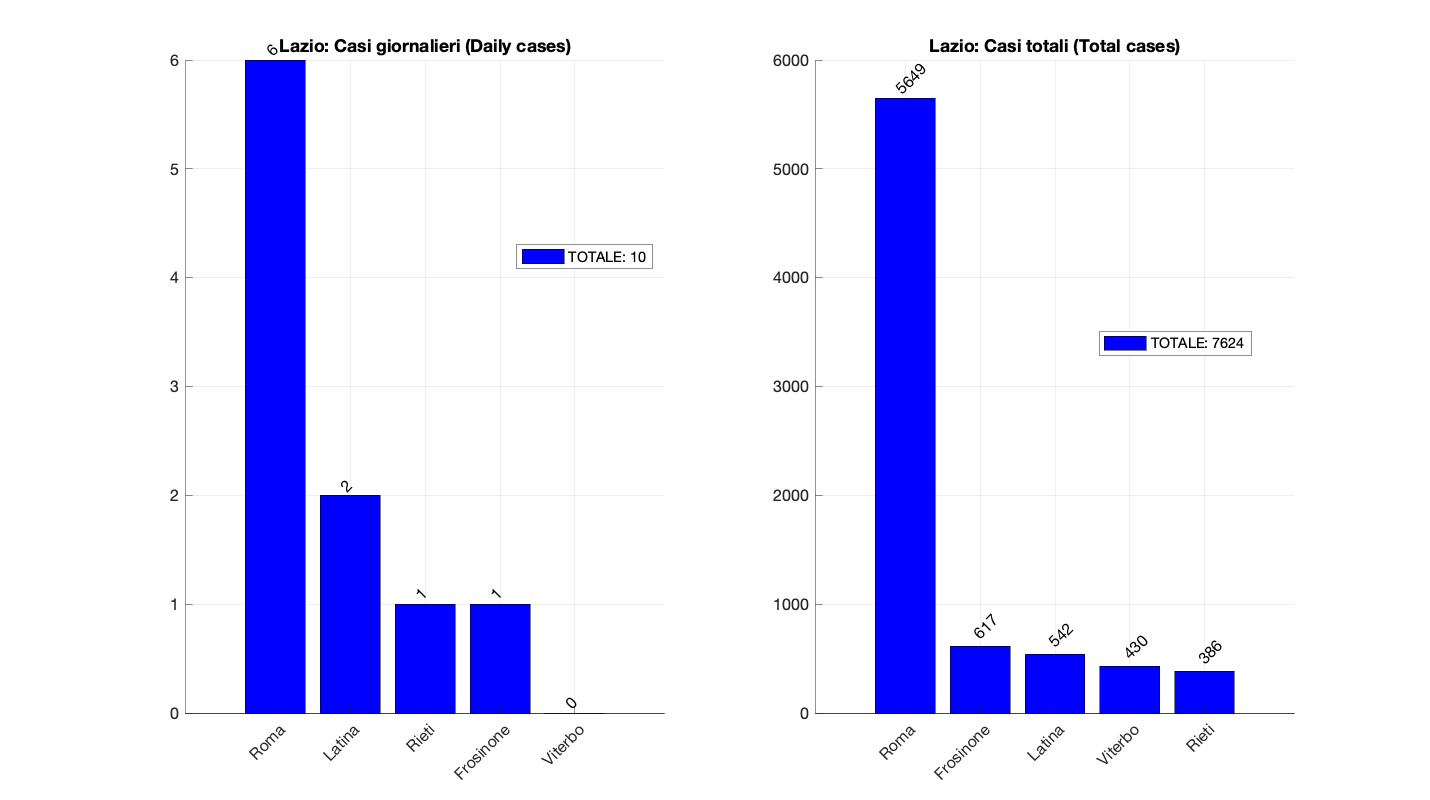 Lazio: Casi giornalieri (Daily cases)
6
5
4
3
2
1
0
6
2
1
1
0
TOTALE: 10
Roma
Latina
Rieti
Frosinone
Viterbo
Lazio: Casi totali (Total cases)
6000
5000
4000
3000
2000
1000
0
5649
617
542
430
386
TOTALE: 7624
Roma
Frosinone
Latina
Viterbo
Rieti